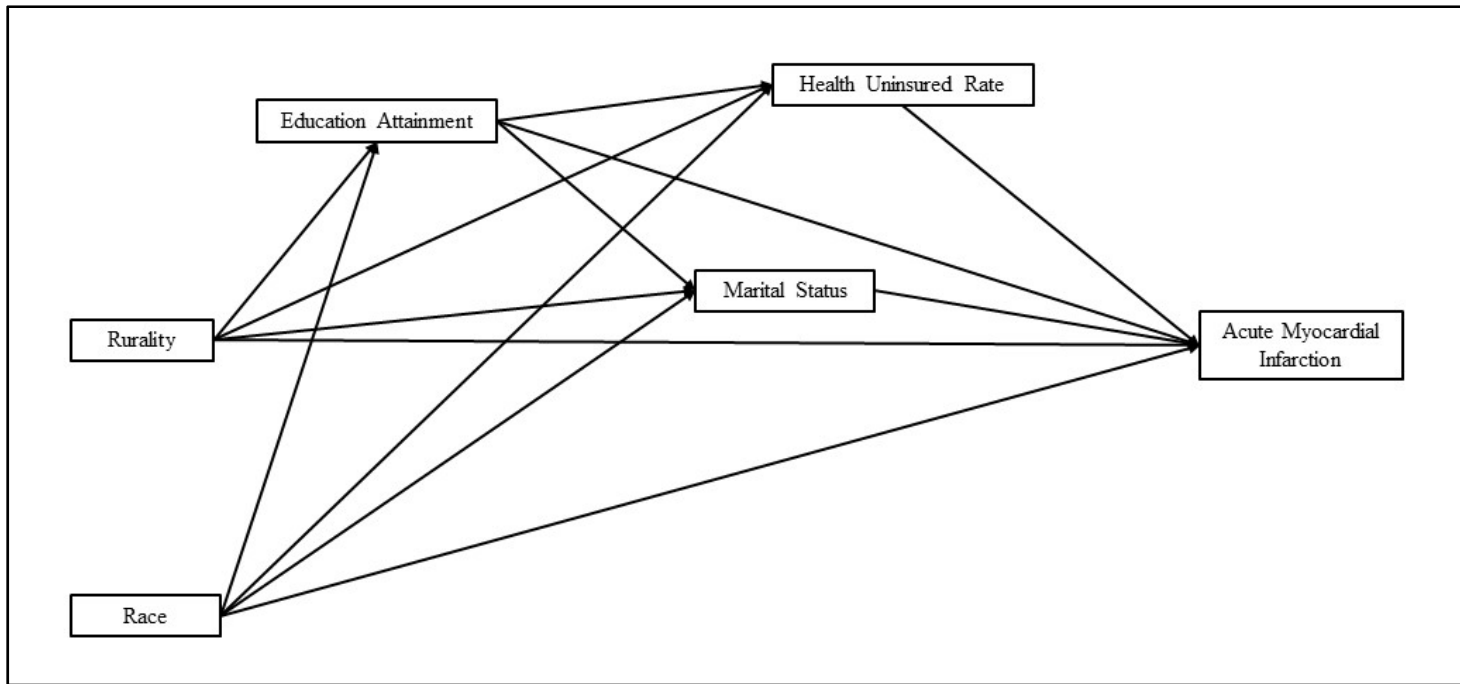 Health Uninsured Rate
Education Attainment
Marital Status
Rurality
Acute Myocardial
Infarction
Race